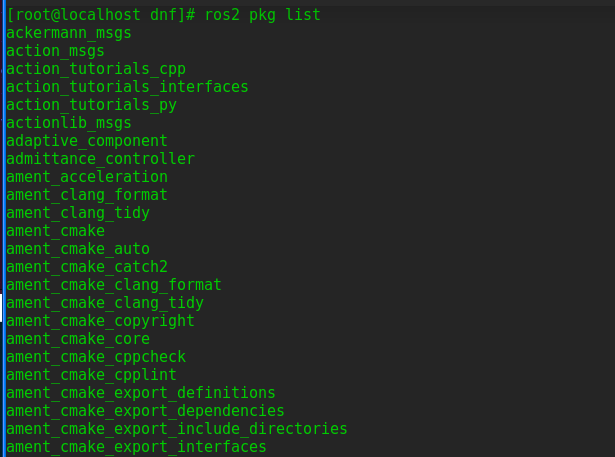 [root@localhost dnf]# ros2 pkg list
ackermann_msgs
action_msgs
action_tutorials_cpp
action_tutorials_interfaces
action_tutorials_py
actionlib_msgs
adaptive_component
admittance_controller
ament_acceleration
ament_clang_format
ament_clang_tidy
ament_cmake
ament_cmake_auto
ament_cmake_catch2
ament_cmake_clang_format
ament_cmake_clang_tidy
ament_cmake_copyright
ament_cmake_core
ament_cmake_cppcheck
ament_cmake_cpplint
ament_cmake_export_definitions
ament_cmake_export_dependencies
ament_cmake_export_include_directories
ament_cmake_export_interfaces